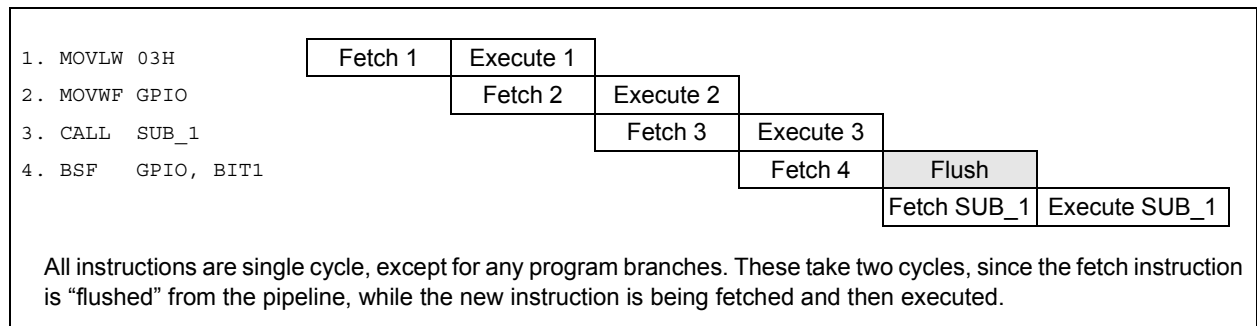 1. MOVLW 03H Fetch 1 Execute 1
2. MOVWF GPIO Fetch 2 Execute 2
3. CALL SUB_1 Fetch 3 Execute 3
4. BSF GPIO, BIT1 Fetch 4 Flush
Fetch SUB_1 Execute SUB_1
All instructions are single cycle, except for any program branches. These take two cycles, since the fetch instruction
is “flushed” from the pipeline, while the new instruction is being fetched and then executed.